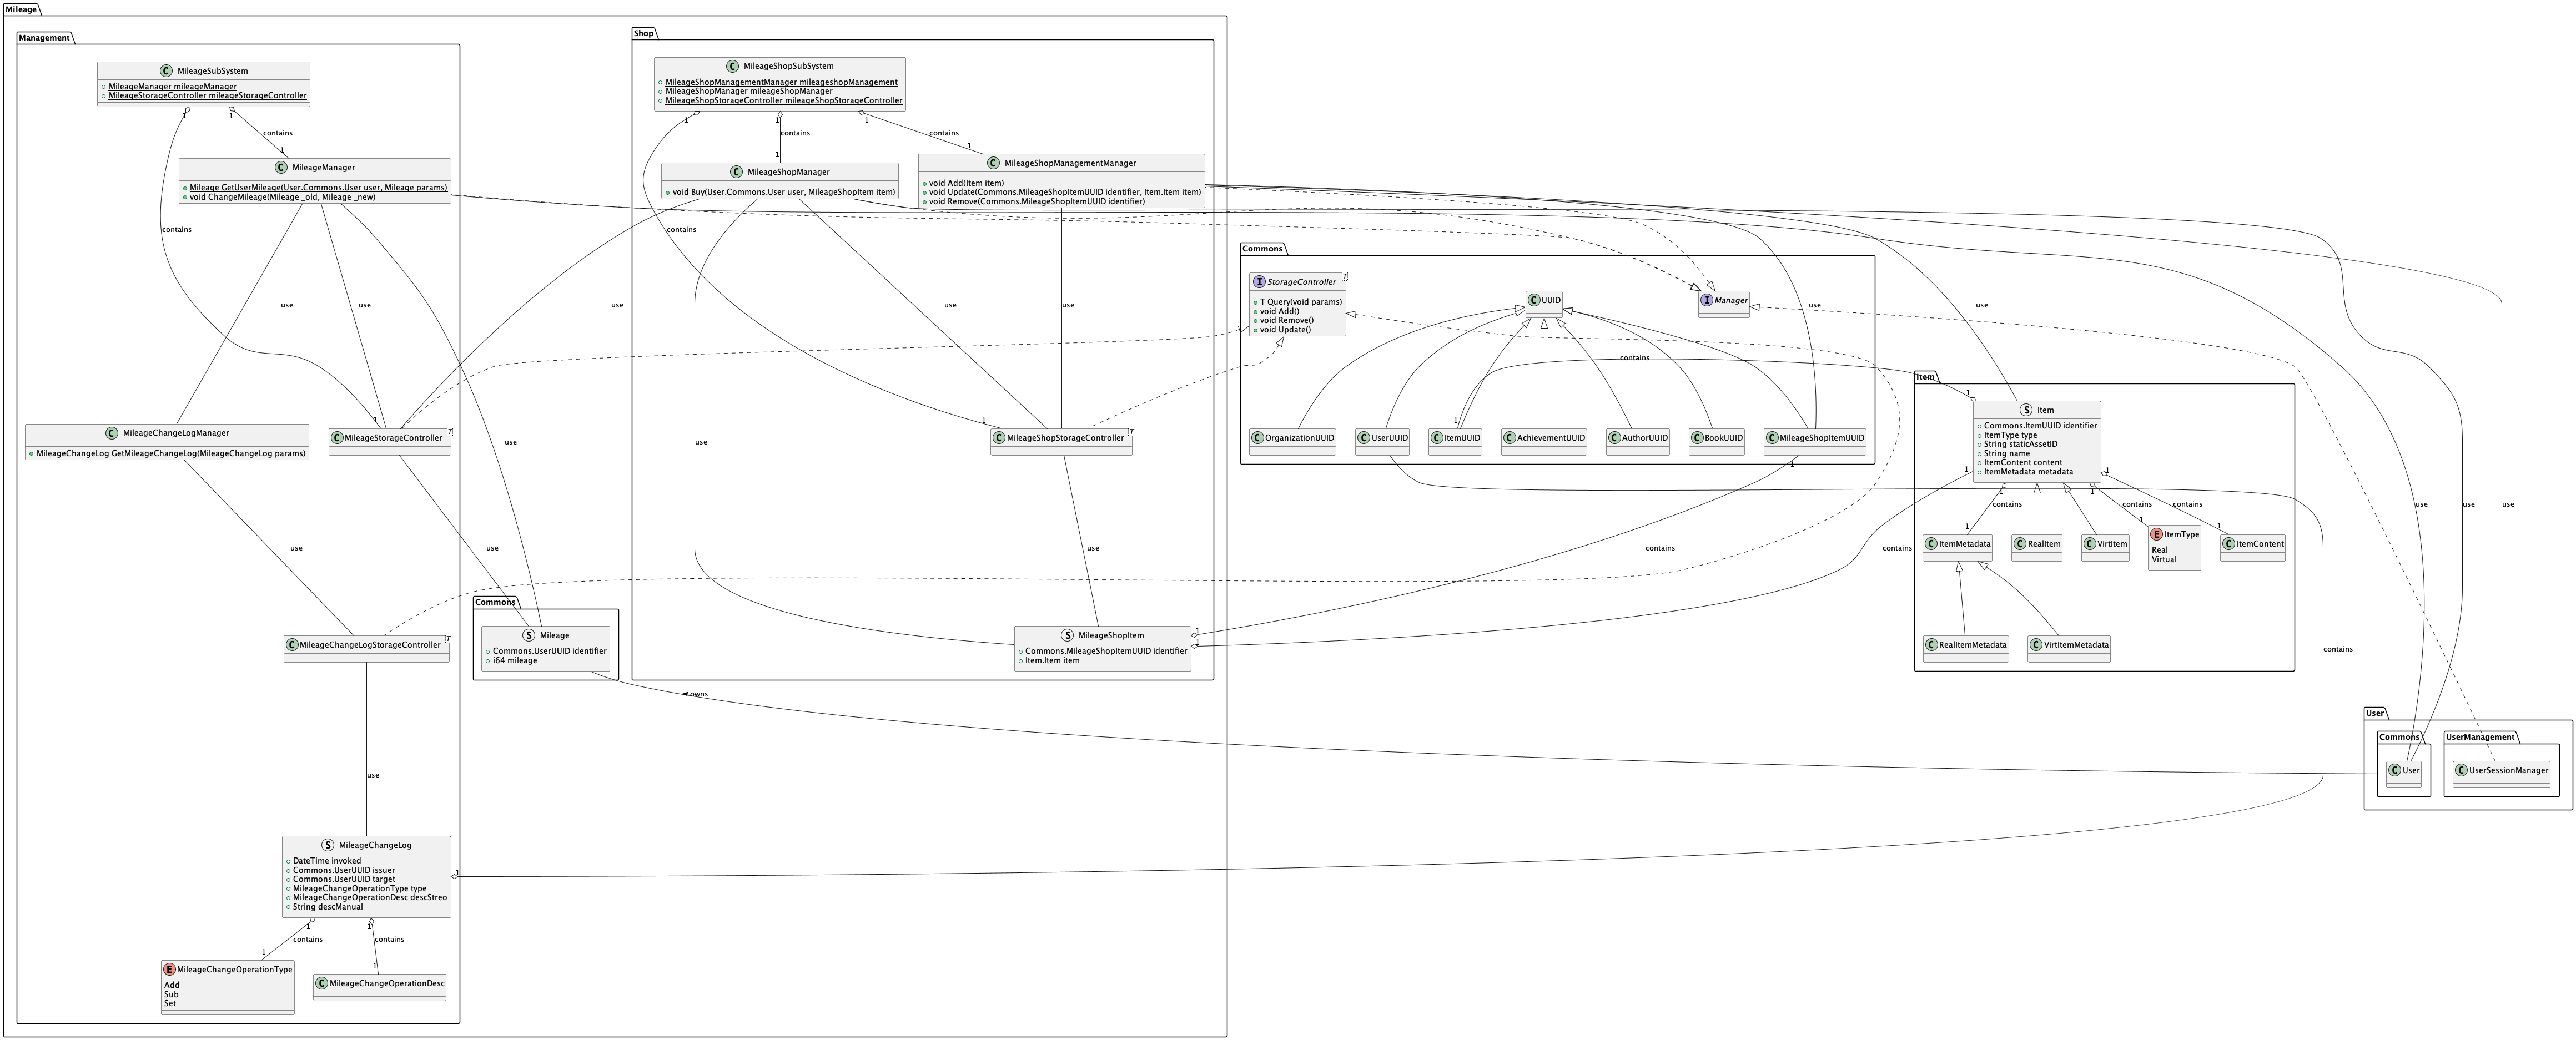 Mileage
Management
MileageSubSystem
MileageManager mileageManager
MileageStorageController mileageStorageController
1
1
contains
contains
1
MileageManager
Mileage GetUserMileage(User.Commons.User user, Mileage params)
void ChangeMileage(Mileage _old, Mileage _new)
use
use
use
MileageChangeLogManager
MileageChangeLog GetMileageChangeLog(MileageChangeLog params)
1
MileageStorageController
T
use
use
MileageChangeLogStorageController
T
use
MileageChangeLog
DateTime invoked
Commons.UserUUID issuer
Commons.UserUUID target
MileageChangeOperationType type
MileageChangeOperationDesc descStreo
String descManual
1
1
1
contains
contains
1
1
MileageChangeOperationType
Add
Sub
Set
MileageChangeOperationDesc
Commons
Mileage
Commons.UserUUID identifier
i64 mileage
owns
Shop
MileageShopSubSystem
MileageShopManagementManager mileageshopManagement
MileageShopManager mileageShopManager
MileageShopStorageController mileageShopStorageController
1
1
1
contains
contains
contains
1
1
MileageShopManager
void Buy(User.Commons.User user, MileageShopItem item)
MileageShopManagementManager
void Add(Item item)
void Update(Commons.MileageShopItemUUID identifier, Item.Item item)
void Remove(Commons.MileageShopItemUUID identifier)
use
use
use
use
1
MileageShopStorageController
T
use
MileageShopItem
Commons.MileageShopItemUUID identifier
Item.Item item
1
1
Commons
StorageController
T
T Query(void params)
void Add()
void Remove()
void Update()
UUID
Manager
contains
use
use
1
OrganizationUUID
UserUUID
ItemUUID
AchievementUUID
AuthorUUID
BookUUID
MileageShopItemUUID
1
contains
contains
contains
Item
Item
Commons.ItemUUID identifier
ItemType type
String staticAssetID
String name
ItemContent content
ItemMetadata metadata
1
1
1
1
1
contains
contains
contains
1
1
1
ItemMetadata
RealItem
VirtItem
ItemType
Real
Virtual
ItemContent
RealItemMetadata
VirtItemMetadata
use
use
use
User
Commons
User
UserManagement
UserSessionManager